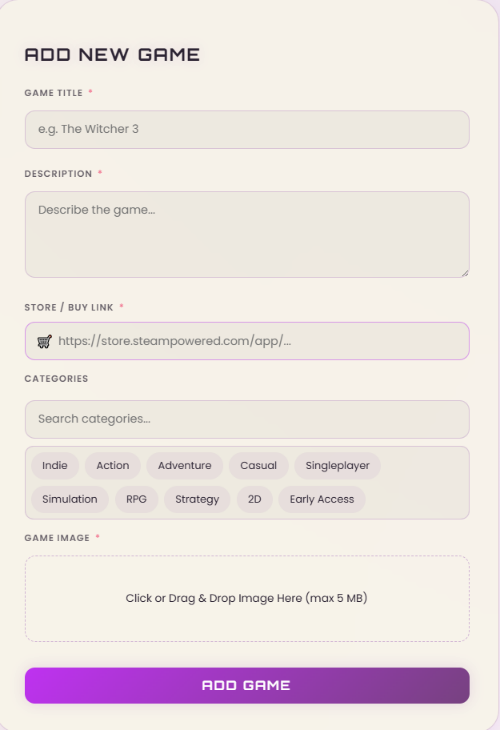 ADD NEW GAME
GAME TITLE *
e.g. The Witcher 3
DESCRIPTION *
Describe the game...
STORE / BUY LINK *
https://store.steampowered.com/app/...
CATEGORIES
Search categories...
Indie Action Adventure Casual Singleplayer
Simulation RPG Strategy 2D Early Access
GAME IMAGE *
Click or Drag & Drop Image Here (max 5 MB)
ADD GAME